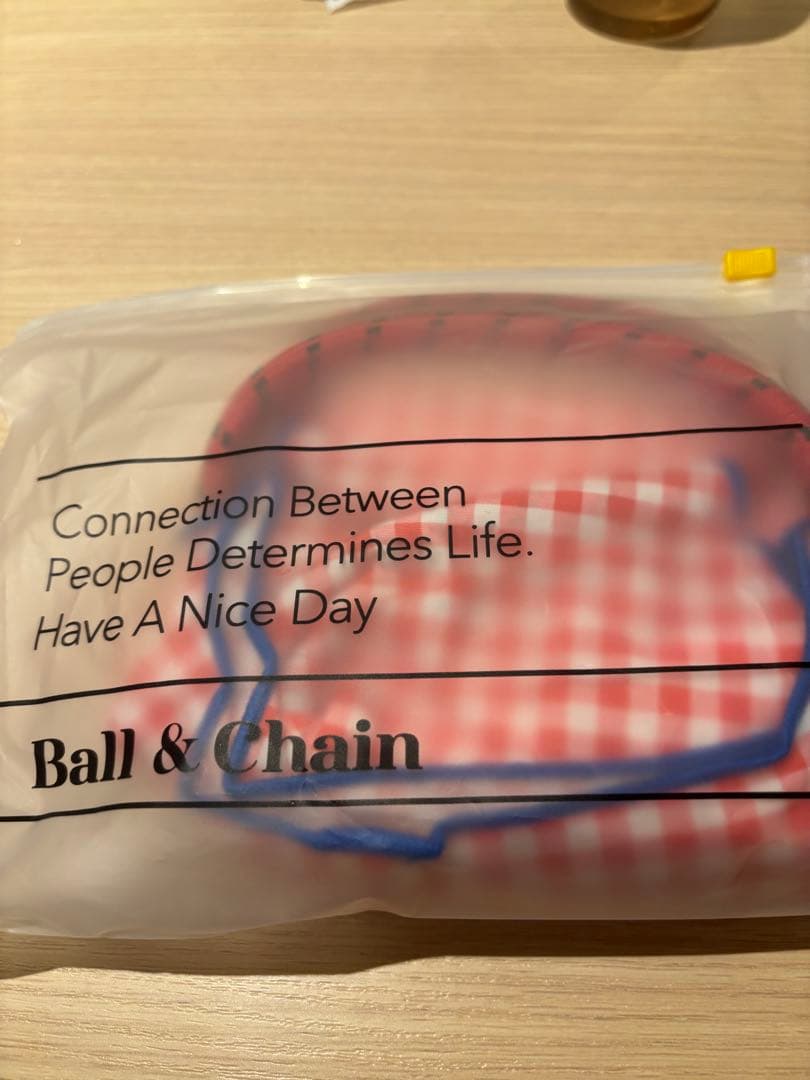 Connection Between
People Determines Life.
Have A Nice Day
Ball & Chain